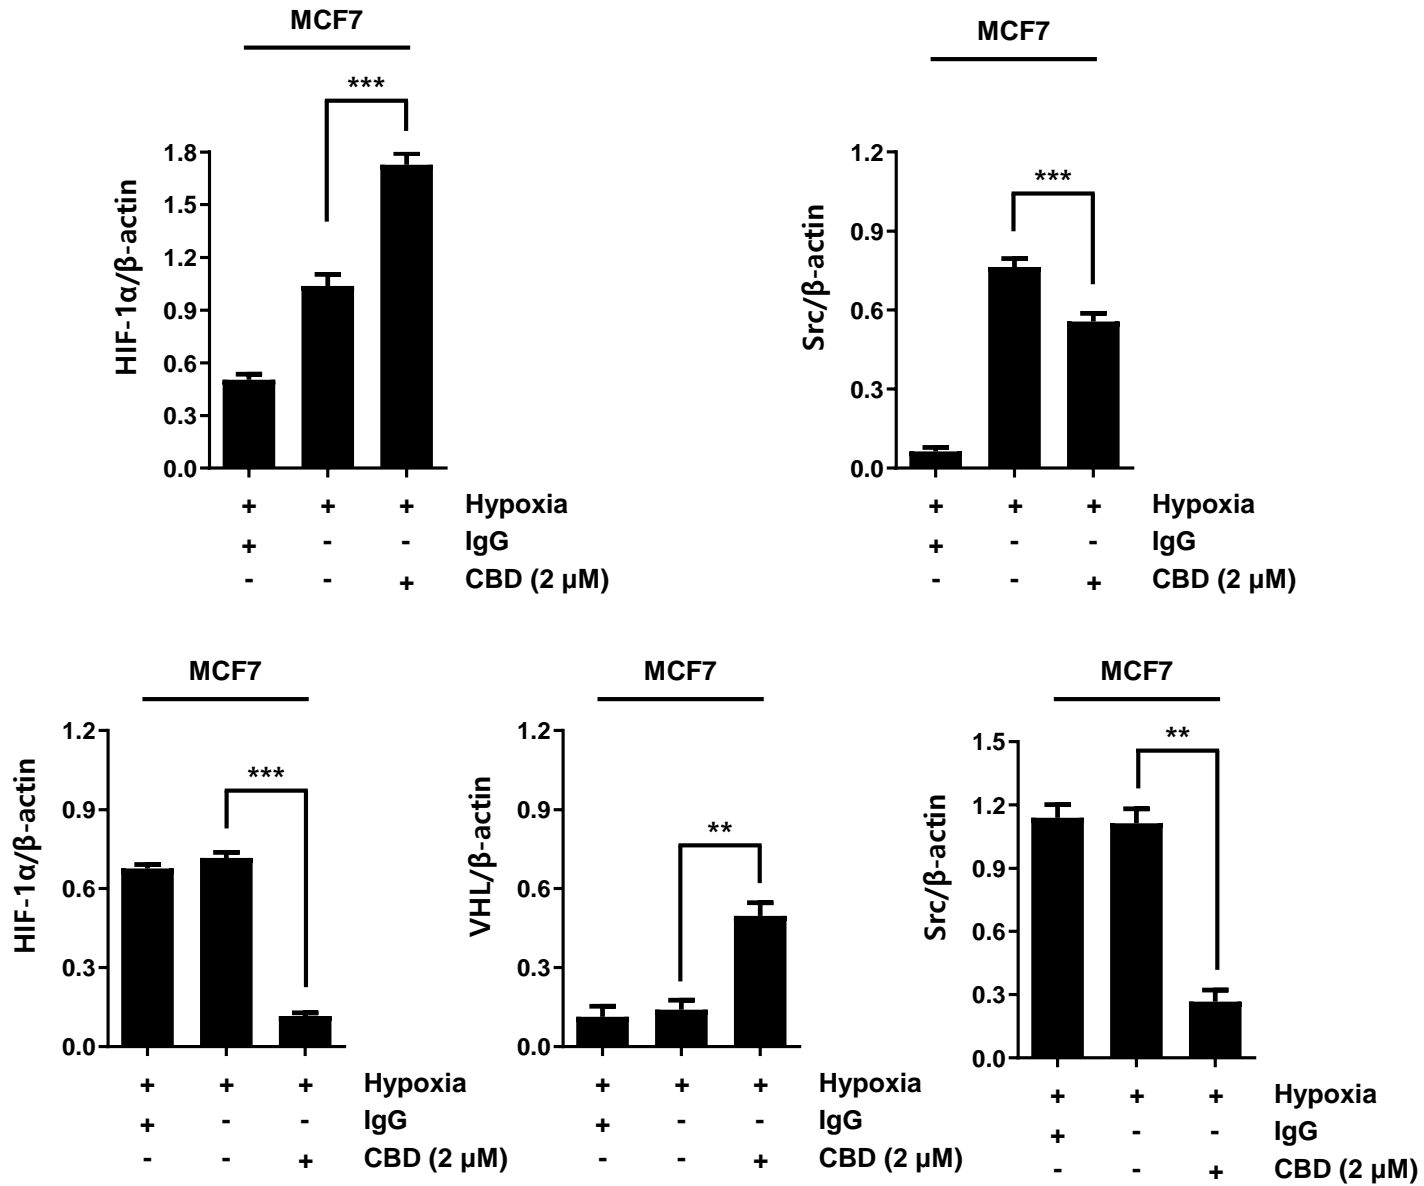 MCF7
***
HIF-1α/β-actin
1.8
1.5
1.2
0.9
0.6
0.3
0.0
+ + + Hypoxia
+ - - IgG
- - + CBD (2 µM)
MCF7
***
Src/β-actin
1.2
0.9
0.6
0.3
0.0
+ + + Hypoxia
+ - - IgG
- - + CBD (2 µM)
MCF7
***
HIF-1α/β-actin
1.2
0.9
0.6
0.3
0.0
+ + + Hypoxia
+ - - IgG
- - + CBD (2 µM)
MCF7
**
VHL/β-actin
1.2
0.9
0.6
0.3
0.0
+ + + Hypoxia
+ - - IgG
- - + CBD (2 µM)
MCF7
**
Src/β-actin
1.5
1.2
0.9
0.6
0.3
0.0
+ + + Hypoxia
+ - - IgG
- - + CBD (2 µM)